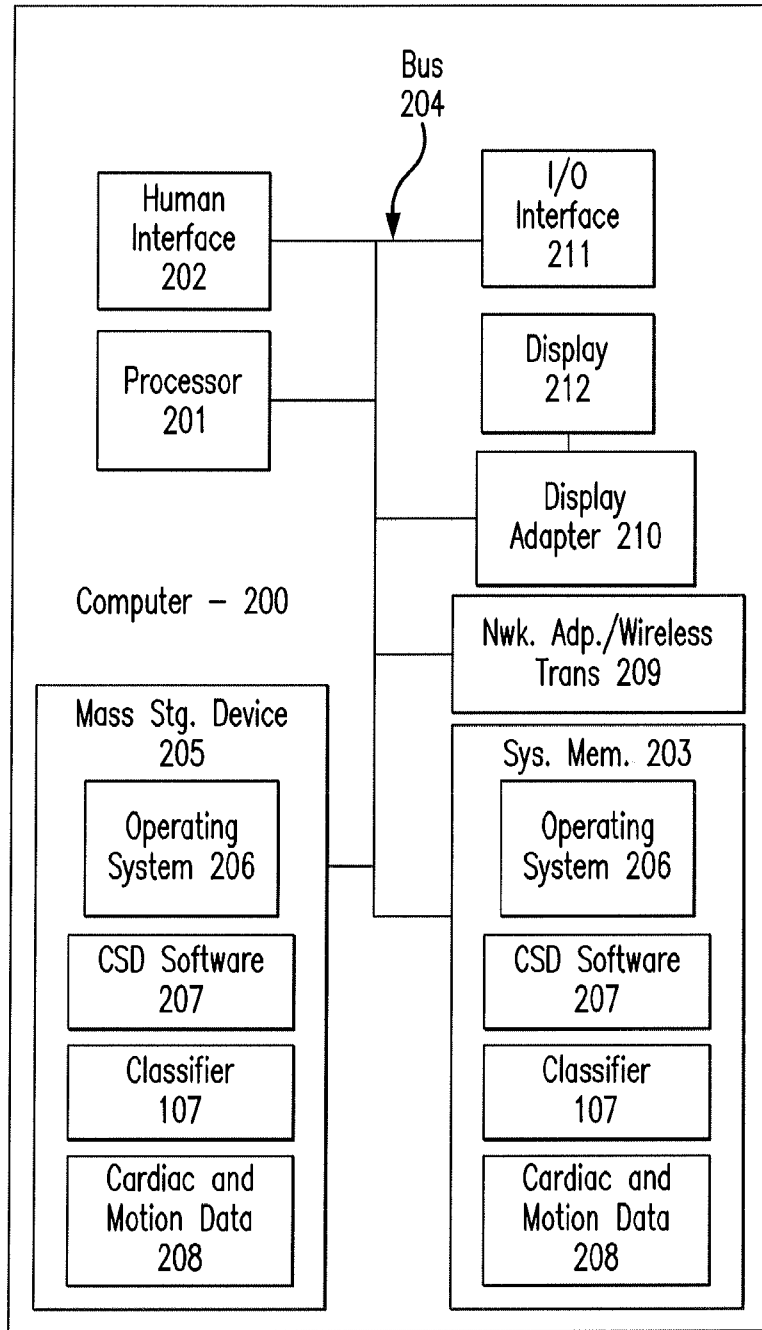 Bus
204
Human
Interface
202
I/O
Interface
211
Processor
201
Display
212
Display
Adapter 210
Computer – 200
Nwk. Adp./Wireless
Trans 209
Mass Stg. Device
205
Operating
System 206
CSD Software
207
Classifier
107
Cardiac and
Motion Data
208
Sys. Mem. 203
Operating
System 206
CSD Software
207
Classifier
107
Cardiac and
Motion Data
208